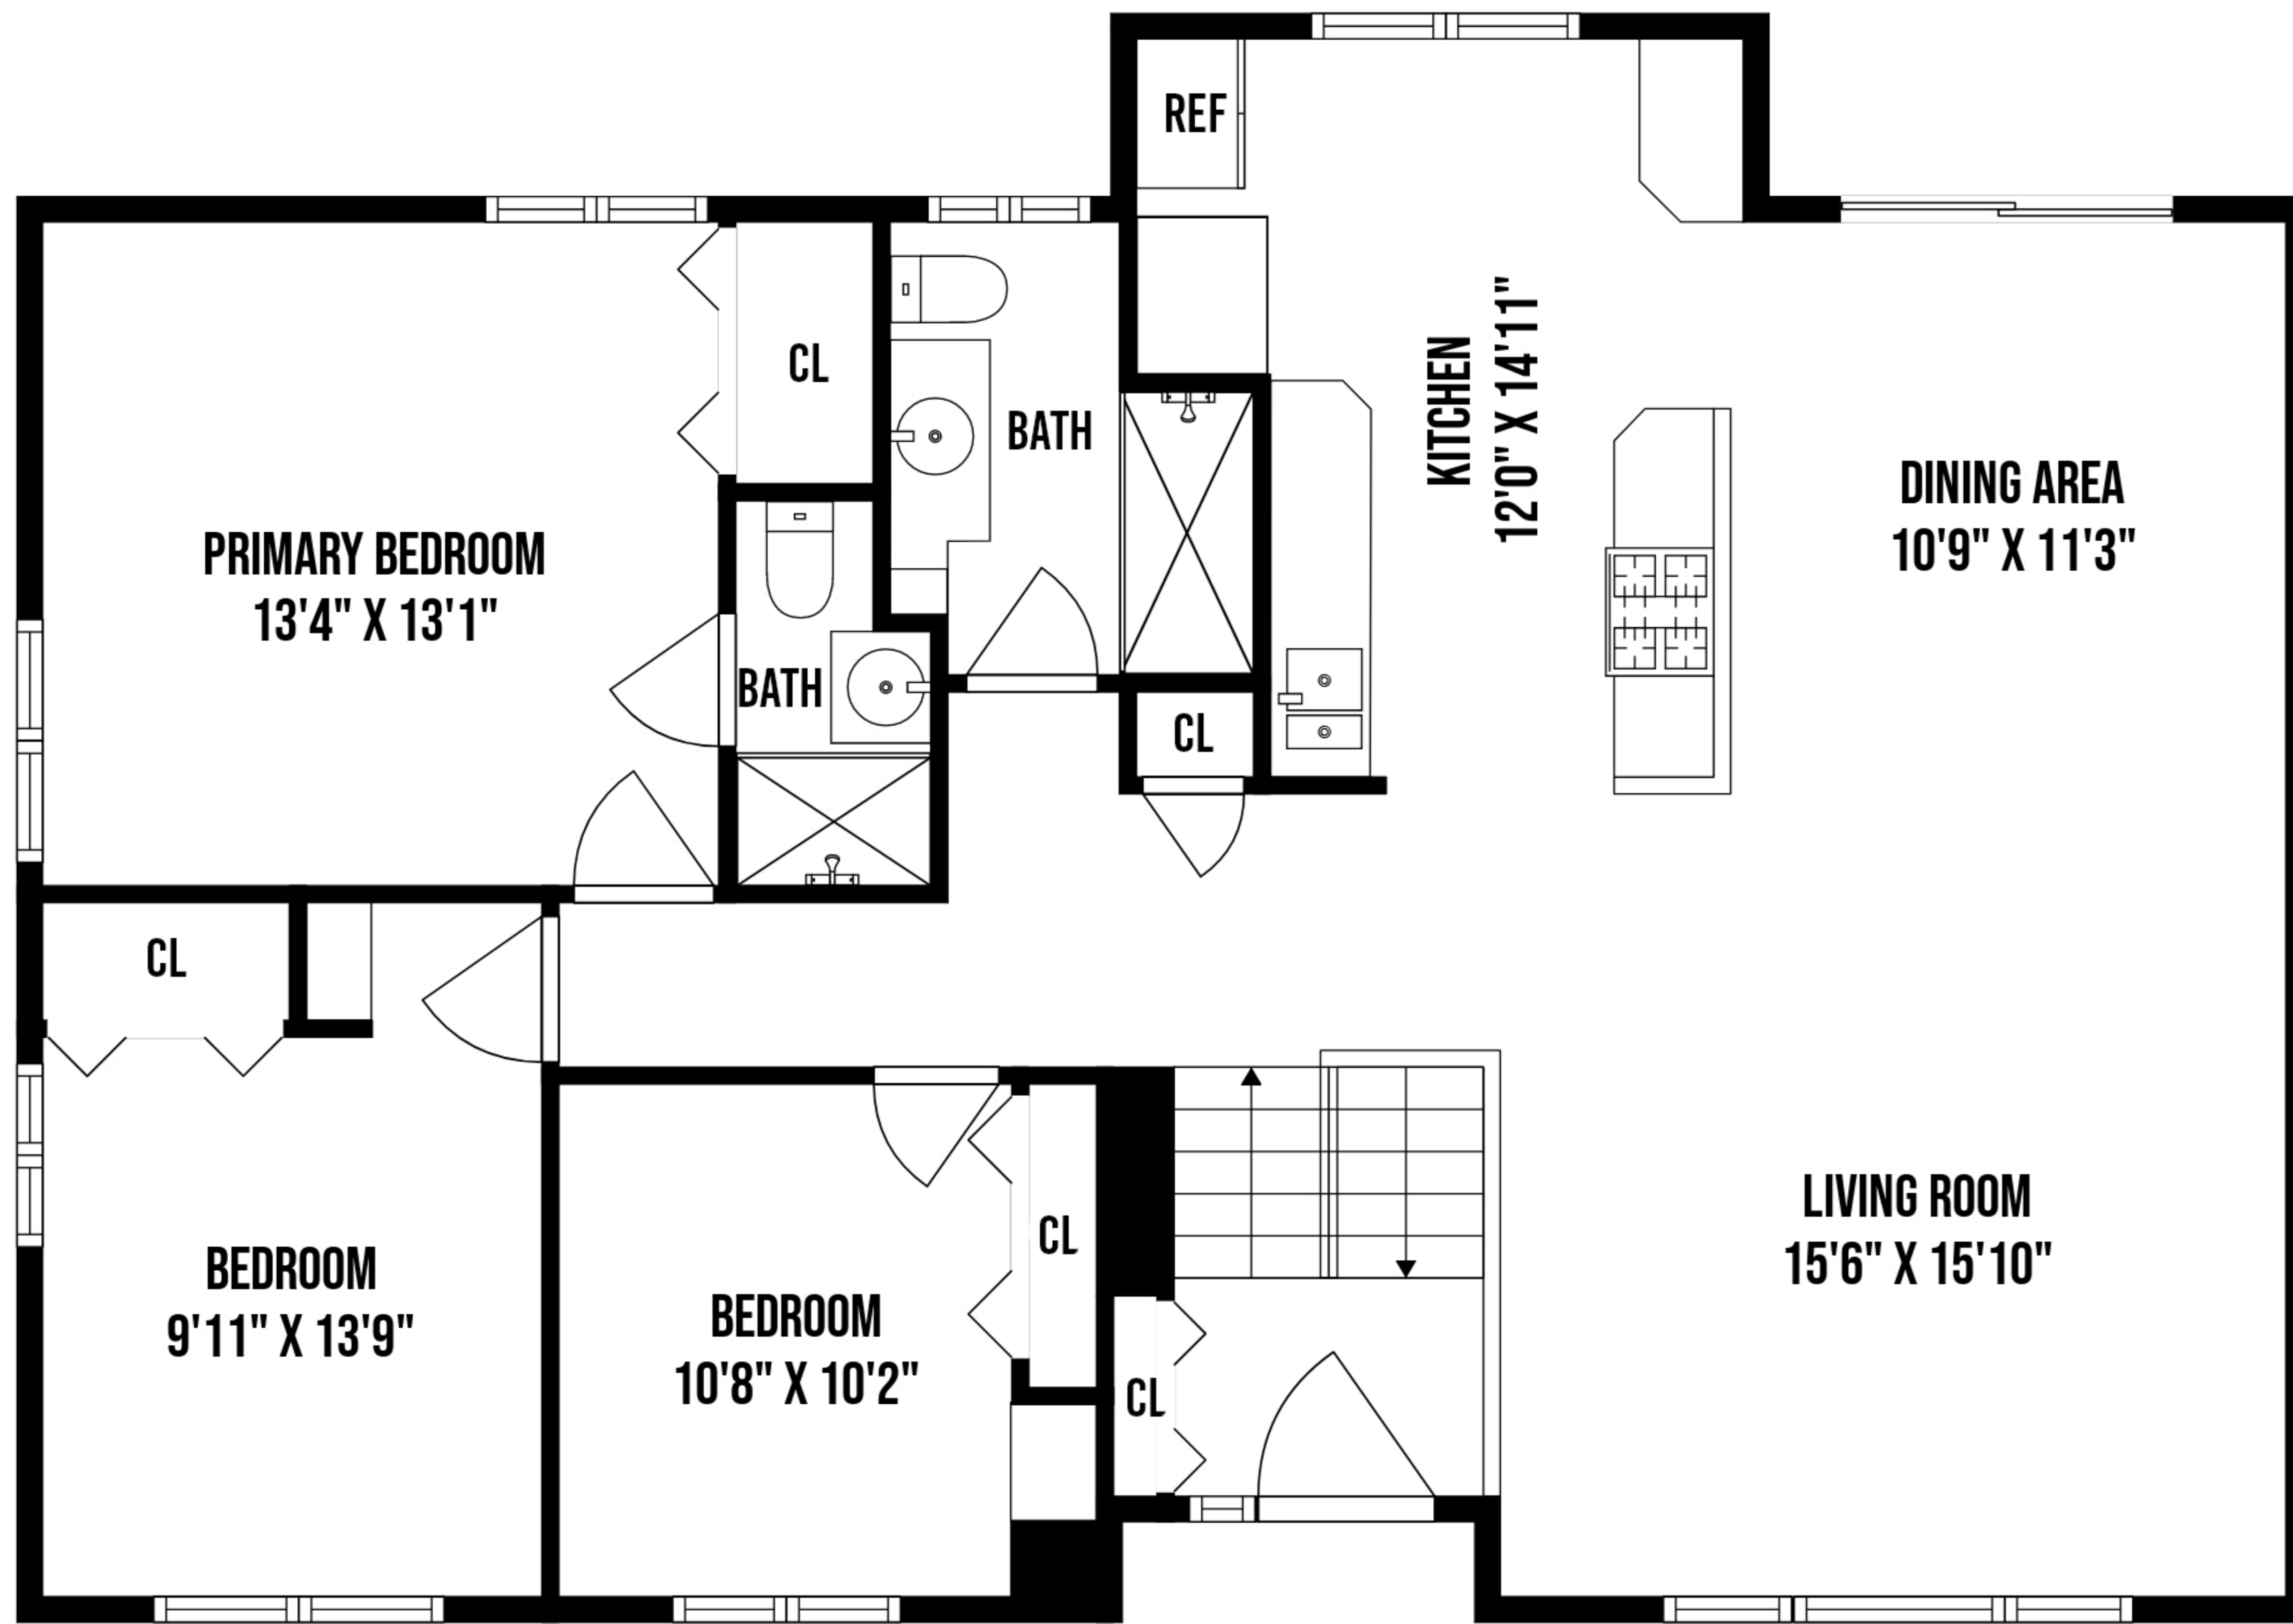 REF
KITCHEN
12'0" X 14'11"
CL
BATH
DINING AREA
10'9" X 11'3"
PRIMARY BEDROOM
13'4" X 13'1"
BATH
CL
CL
LIVING ROOM
15'6" X 15'10"
CL
BEDROOM
9'11" X 13'9"
BEDROOM
10'8" X 10'2"
CL